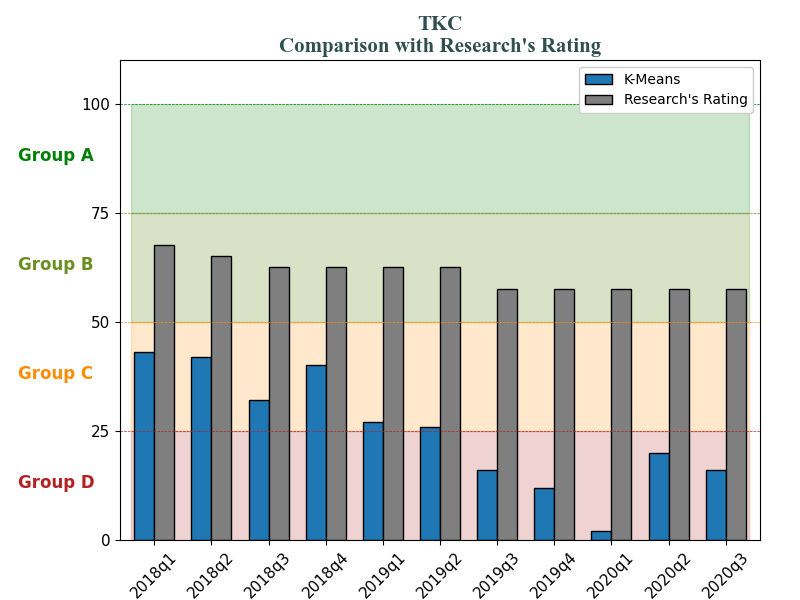 TKC
Comparison with Research's Rating
K-Means
Research's Rating
100
75
50
25
0
Group A
Group B
Group C
Group D
2018q1
2018q2
2018q3
2018q4
2019q1
2019q2
2019q3
2019q4
2020q1
2020q2
2020q3